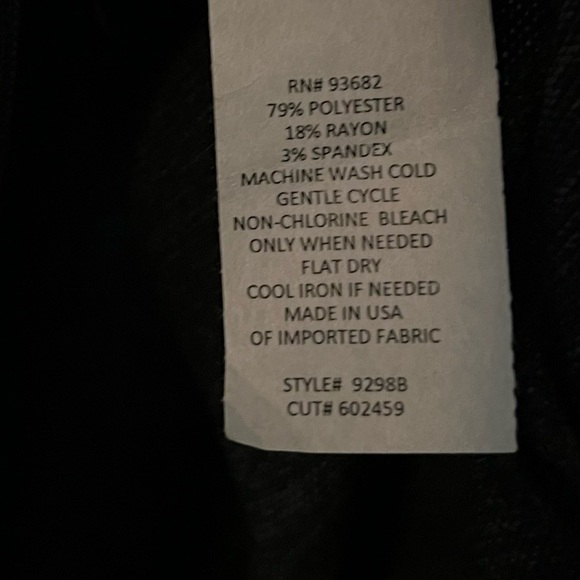 RN# 93682
79% POLYESTER
18% RAYON
3% SPANDEX
MACHINE WASH COLD
GENTLE CYCLE
NON-CHLORINE BLEACH
ONLY WHEN NEEDED
FLAT DRY
COOL IRON IF NEEDED
MADE IN USA
OF IMPORTED FABRIC
STYLE# 9298B
CUT# 602459